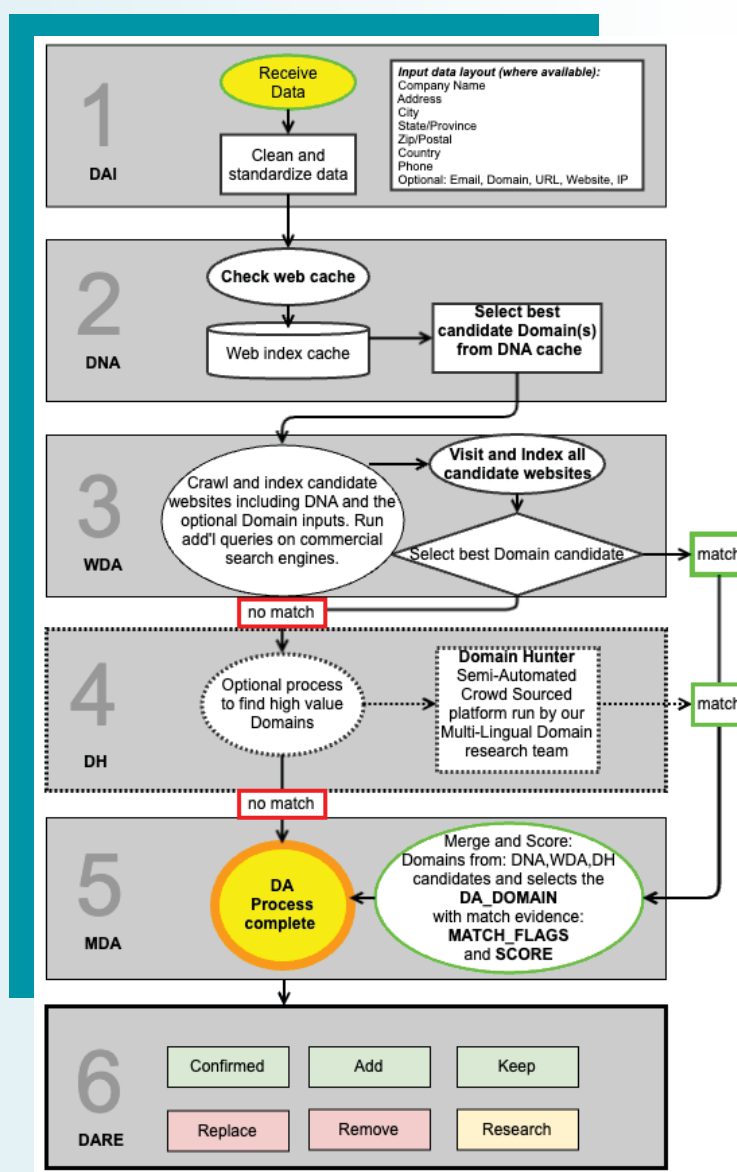 1
DAI
Receive
Data
Clean and
standardize data
Input data layout (where available):
Company Name
Address
City
State/Province
Zip/Postal
Country
Phone
Optional: Email, Domain, URL, Website, IP
2
DNA
Check web cache
Web index cache
Select best
candidate Domain(s)
from DNA cache
3
WDA
Crawl and index candidate
websites including DNA and the
optional Domain inputs. Run
add'l queries on commercial
search engines.
Visit and Index all
candidate websites
Select best Domain candidate
match
no match
4
DH
Optional process
to find high value
Domains
Domain Hunter
Semi-Automated
Crowd Sourced
platform run by our
Multi-Lingual Domain
research team
match
no match
5
MDA
DA
Process
complete
Merge and Score:
Domains from: DNA,WDA,DH
candidates and selects the
DA_DOMAIN
with match evidence:
MATCH_FLAGS
and SCORE
6
DARE
Confirmed
Add
Keep
Replace
Remove
Research